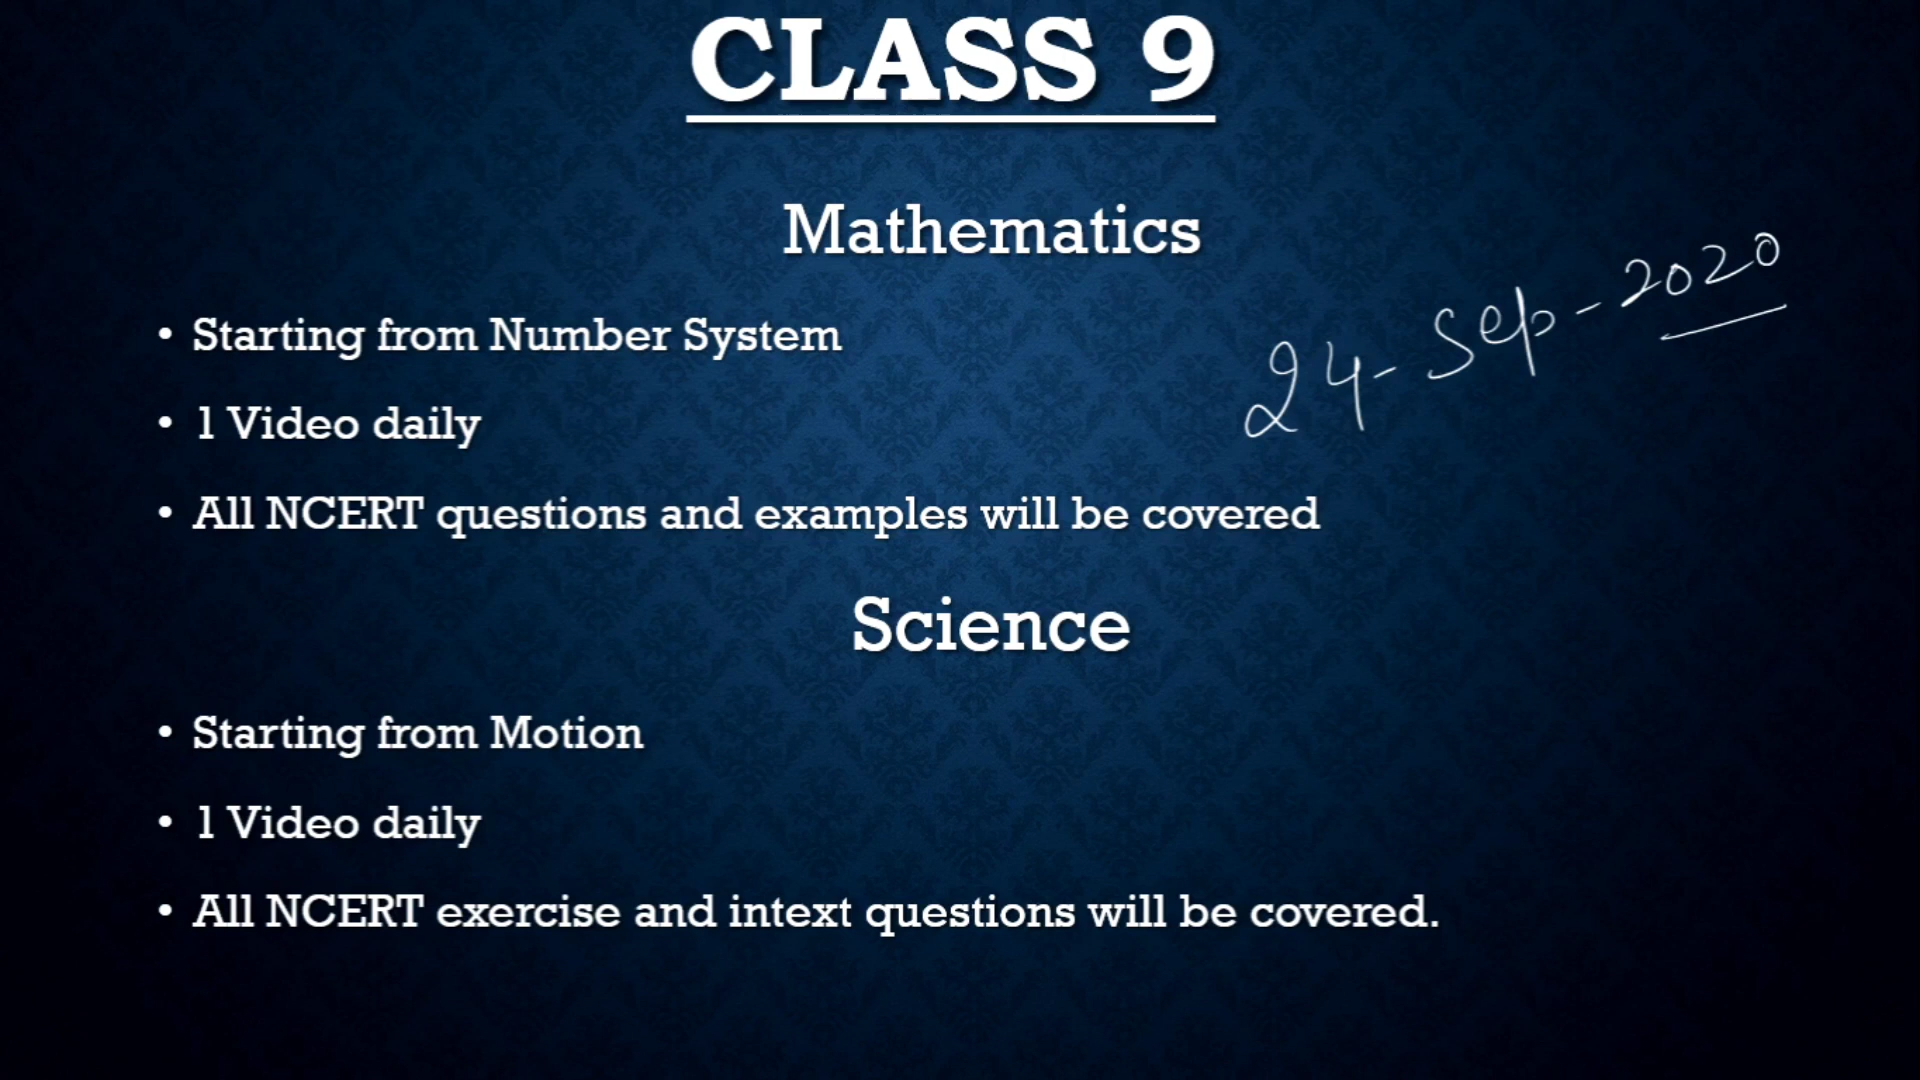 CLASS 9
Mathematics
• Starting from Number System
24-Sep-2020
• 1 Video daily
• All NCERT questions and examples will be covered
Science
• Starting from Motion
• 1 Video daily
• All NCERT exercise and intext questions will be covered.